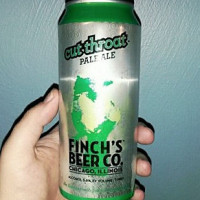 cut throat
PALE ALE
FINCH'S
BEER CO.
CHICAGO, ILLINOIS